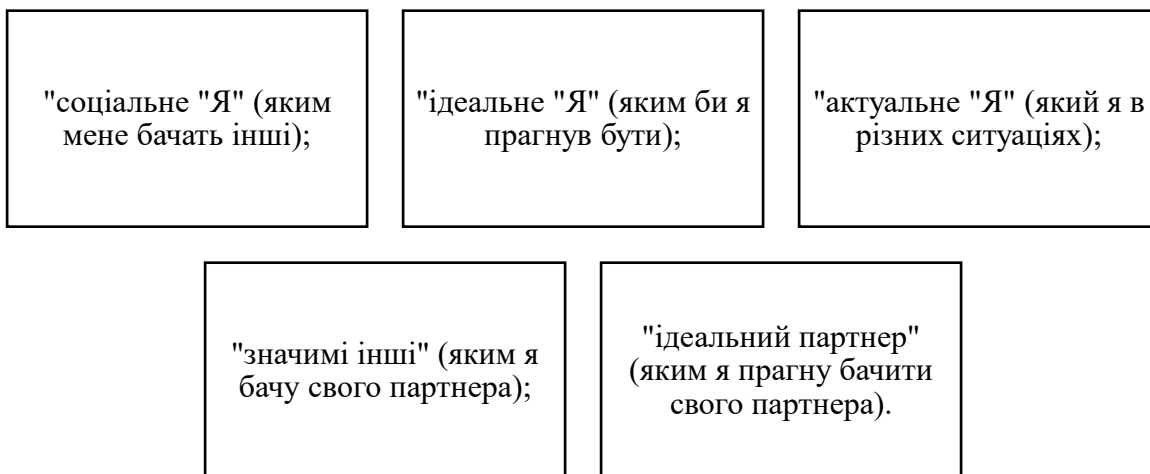 "соціальне "Я" (яким
мене бачать інші);
"ідеальне "Я" (яким би я
прагнув бути);
"актуальне "Я" (який я в
різних ситуаціях);
"значимі інші" (яким я
бачу свого партнера);
"ідеальний партнер"
(яким я прагну бачити
свого партнера).